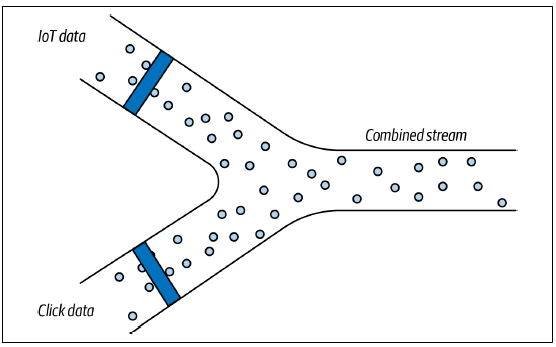 IoT data
Combined stream
Click data